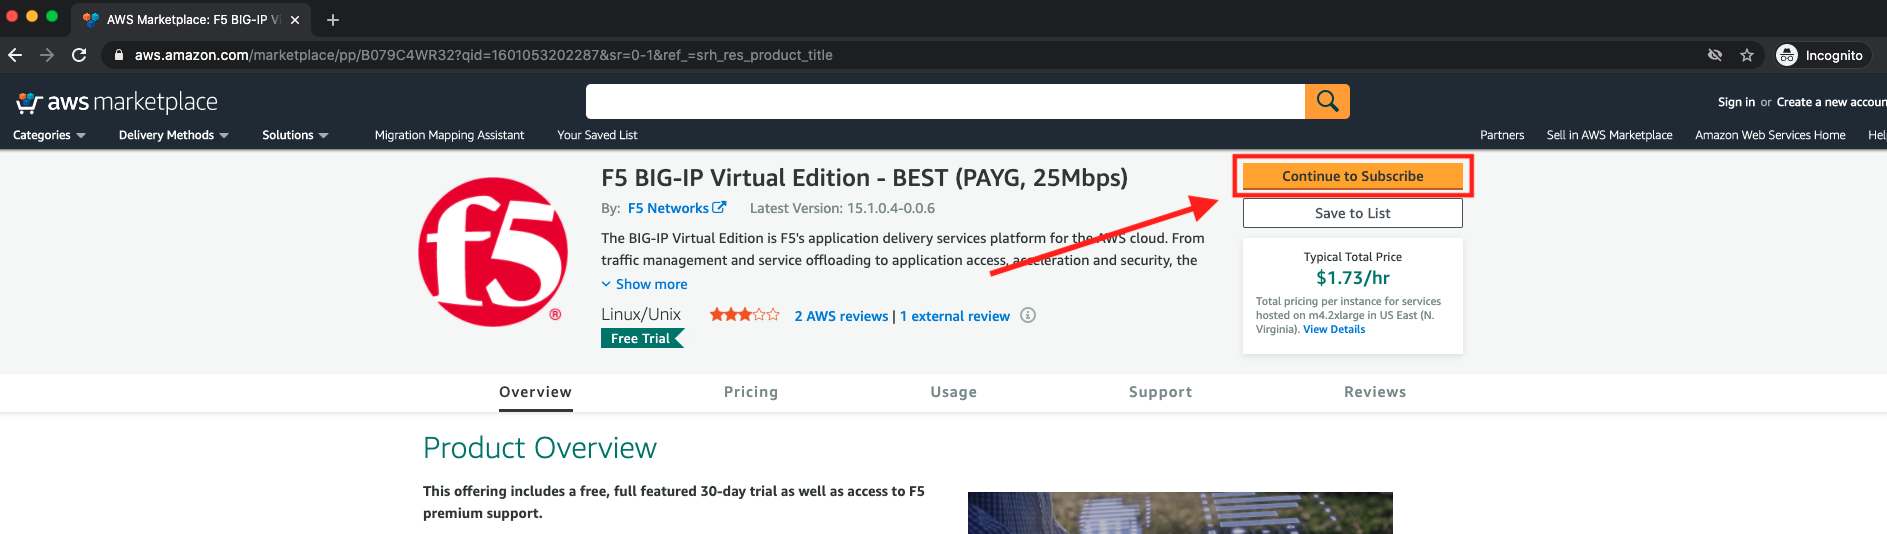 AWS Marketplace: F5 BIG-IP Vi
aws.amazon.com/marketplace/pp/B079C4WR32?qid=1601053202287&sr=0-1&ref_=srh_res_product_title
Incognito
aws marketplace
Sign in or Create a new accoun
Categories Delivery Methods Solutions Migration Mapping Assistant Your Saved List Partners Sell in AWS Marketplace Amazon Web Services Home Hel
f5®
F5 BIG-IP Virtual Edition - BEST (PAYG, 25Mbps)
By: F5 Networks Latest Version: 15.1.0.4-0.0.6
The BIG-IP Virtual Edition is F5's application delivery services platform for the AWS cloud. From
traffic management and service offloading to application access, acceleration and security, the
Show more
Linux/Unix 2 AWS reviews | 1 external review
Free Trial
Continue to Subscribe
Save to List
Typical Total Price
$1.73/hr
Total pricing per instance for services
hosted on m4.2xlarge in US East (N.
Virginia). View Details
Overview Pricing Usage Support Reviews
Product Overview
This offering includes a free, full featured 30-day trial as well as access to F5
premium support.